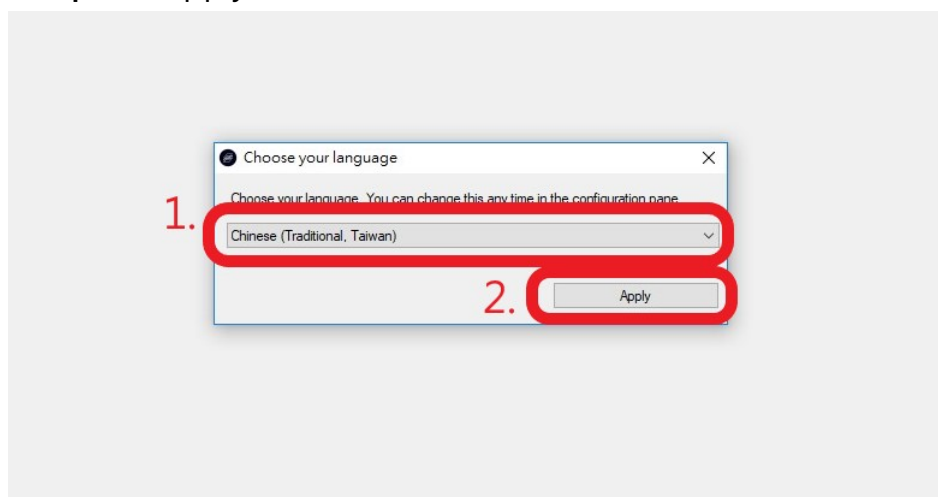 Choose your language
Choose your language. You can change this any time in the configuration page
1.
Chinese (Traditional, Taiwan)
2.
Apply